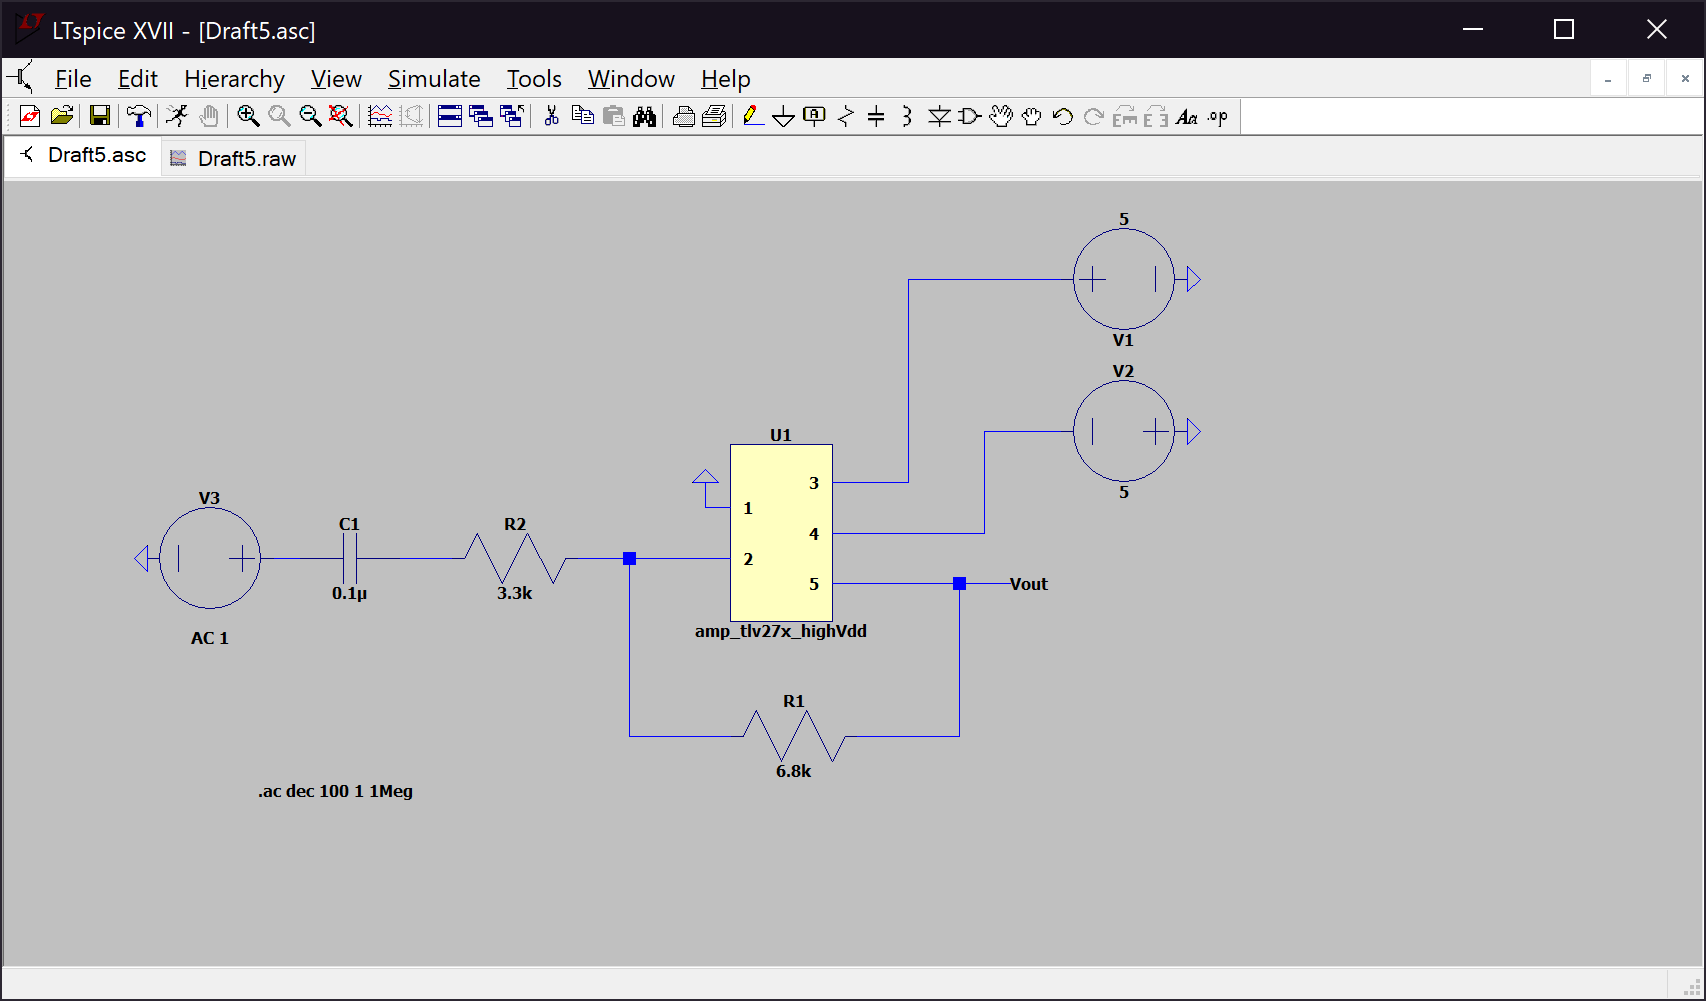 LTspice XVII - [Draft5.asc]
File Edit Hierarchy View Simulate Tools Window Help
Draft5.asc Draft5.raw
5
V1
V2
5
U1
3
1
4
2
5
Vout
amp_tlv27x_highVdd
V3
AC 1
C1
0.1µ
R2
3.3k
R1
6.8k
.ac dec 100 1 1Meg